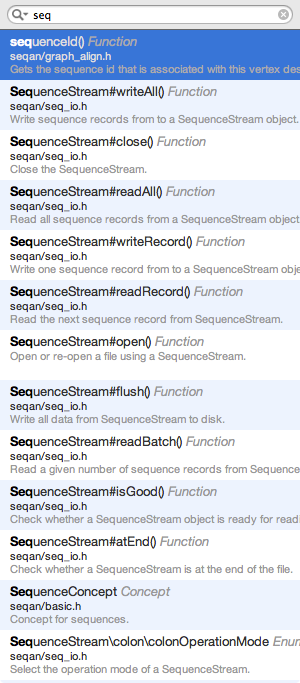 seq
sequenceId() Function
seqan/graph_align.h
Gets the sequence id that is associated with this vertex des
SequenceStream#writeAll() Function
seqan/seq_io.h
Write sequence records from to a SequenceStream object.
SequenceStream#close() Function
seqan/seq_io.h
Close the SequenceStream.
SequenceStream#readAll() Function
seqan/seq_io.h
Read all sequence records from a SequenceStream object
SequenceStream#writeRecord() Function
seqan/seq_io.h
Write one sequence record from to a SequenceStream obje
SequenceStream#readRecord() Function
seqan/seq_io.h
Read the next sequence record from SequenceStream.
SequenceStream#open() Function
Open or re-open a file using a SequenceStream.
SequenceStream#flush() Function
seqan/seq_io.h
Write all data from SequenceStream to disk.
SequenceStream#readBatch() Function
seqan/seq_io.h
Read a given number of sequence records from Sequence
SequenceStream#isGood() Function
seqan/seq_io.h
Check whether a SequenceStream object is ready for readi
SequenceStream#atEnd() Function
seqan/seq_io.h
Check whether a SequenceStream is at the end of the file.
SequenceConcept Concept
seqan/basic.h
Concept for sequences.
SequenceStream\colon\colonOperationMode Enum
seqan/seq_io.h
Select the operation mode of a SequenceStream.